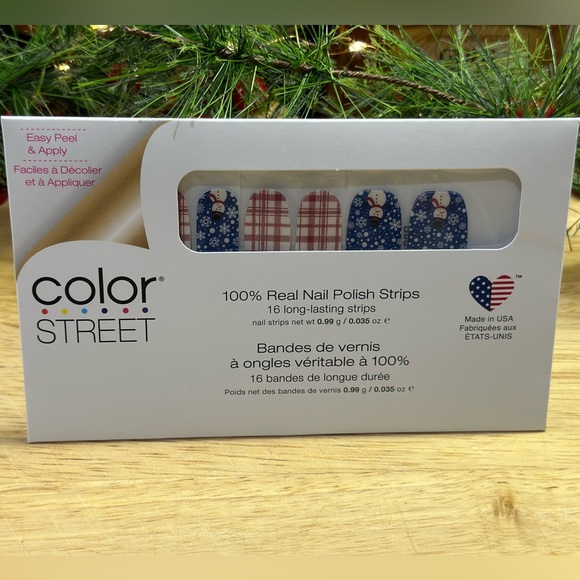 Easy Peel
& Apply
Faciles à Décoller
et à Appliquer
color®
STREET
100% Real Nail Polish Strips
16 long-lasting strips
nail strips net wt 0.99 g / 0.035 oz ℮
Bandes de vernis
à ongles véritable à 100%
16 bandes de longue durée
Poids net des bandes de vernis 0.99 g / 0.035 oz ℮
™
Made in USA
Fabriquées aux
ÉTATS-UNIS